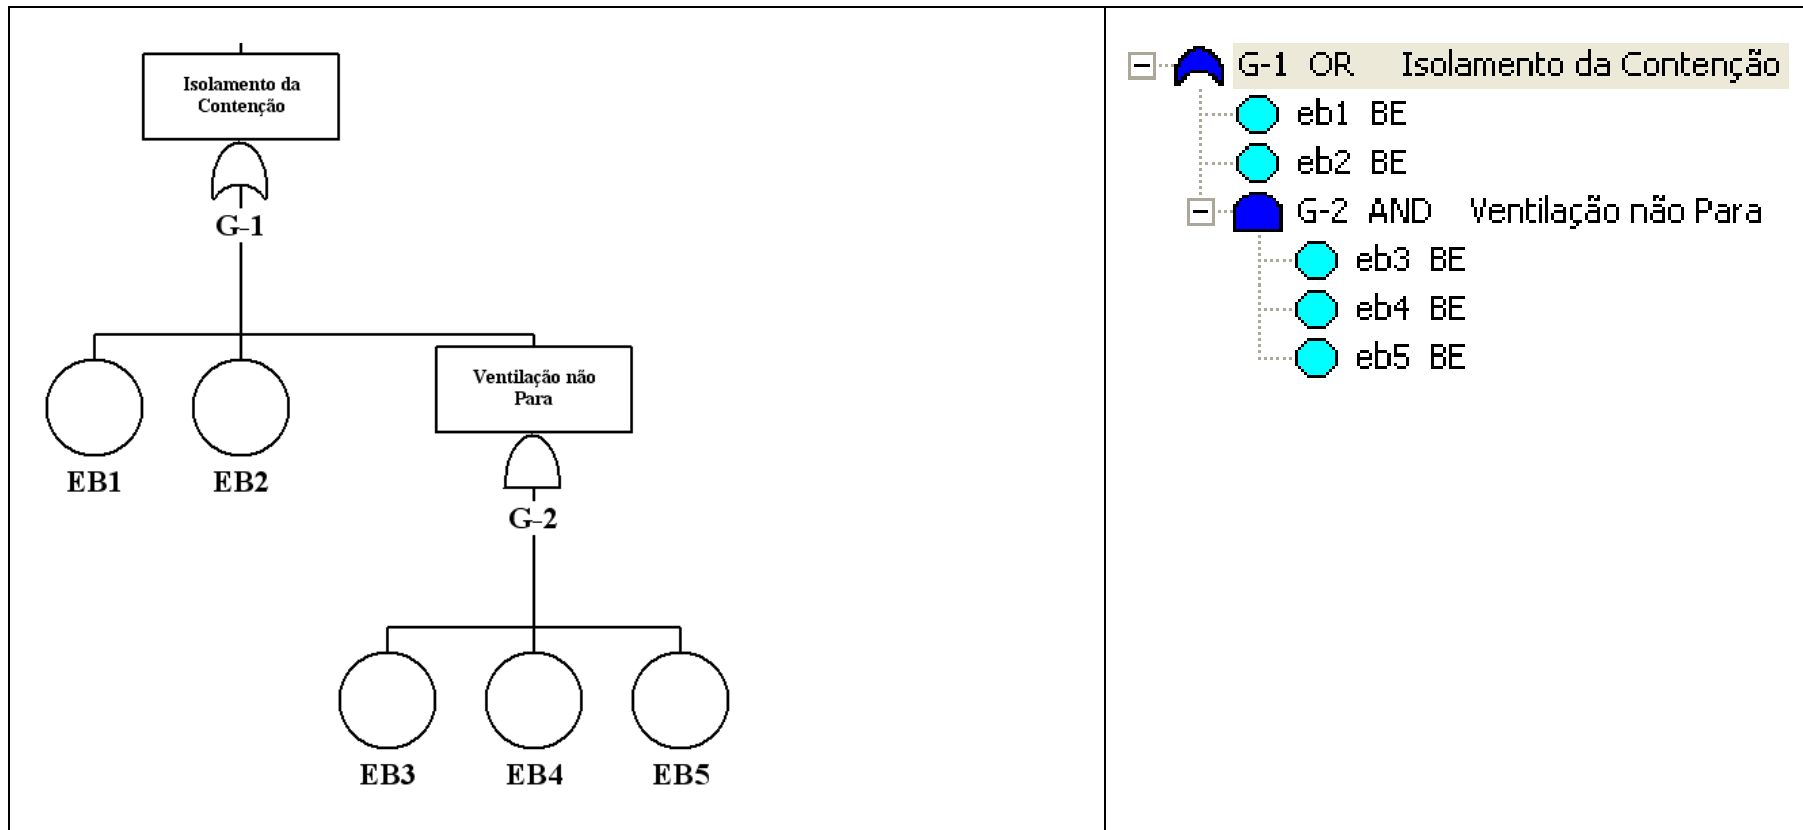 Isolamento da
Contenção
G-1
EB1
EB2
Ventilação não
Para
G-2
EB3
EB4
EB5
G-1 OR Isolamento da Contenção
eb1 BE
eb2 BE
G-2 AND Ventilação não Para
eb3 BE
eb4 BE
eb5 BE